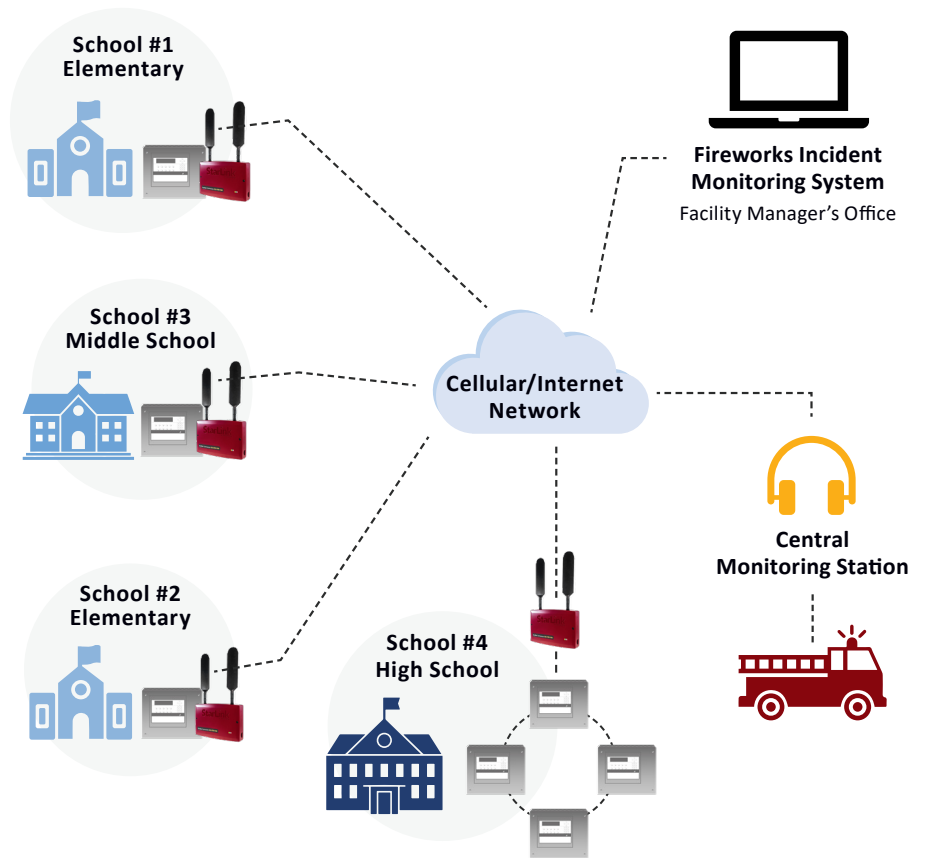 School #1
Elementary
Fireworks Incident
Monitoring System
Facility Manager's Office
School #3
Middle School
Cellular/Internet
Network
Central
Monitoring Station
School #2
Elementary
School #4
High School